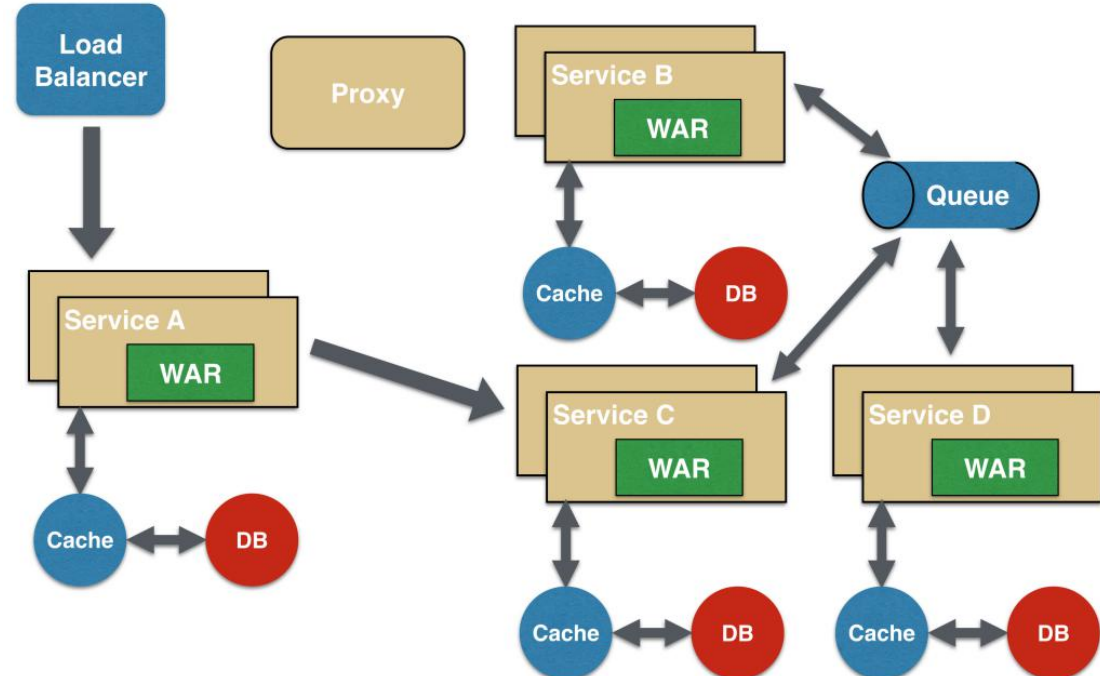 Load
Balancer
Proxy
Service B
WAR
Queue
Cache
DB
Service A
WAR
Cache
DB
Service C
WAR
Cache
DB
Service D
WAR
Cache
DB